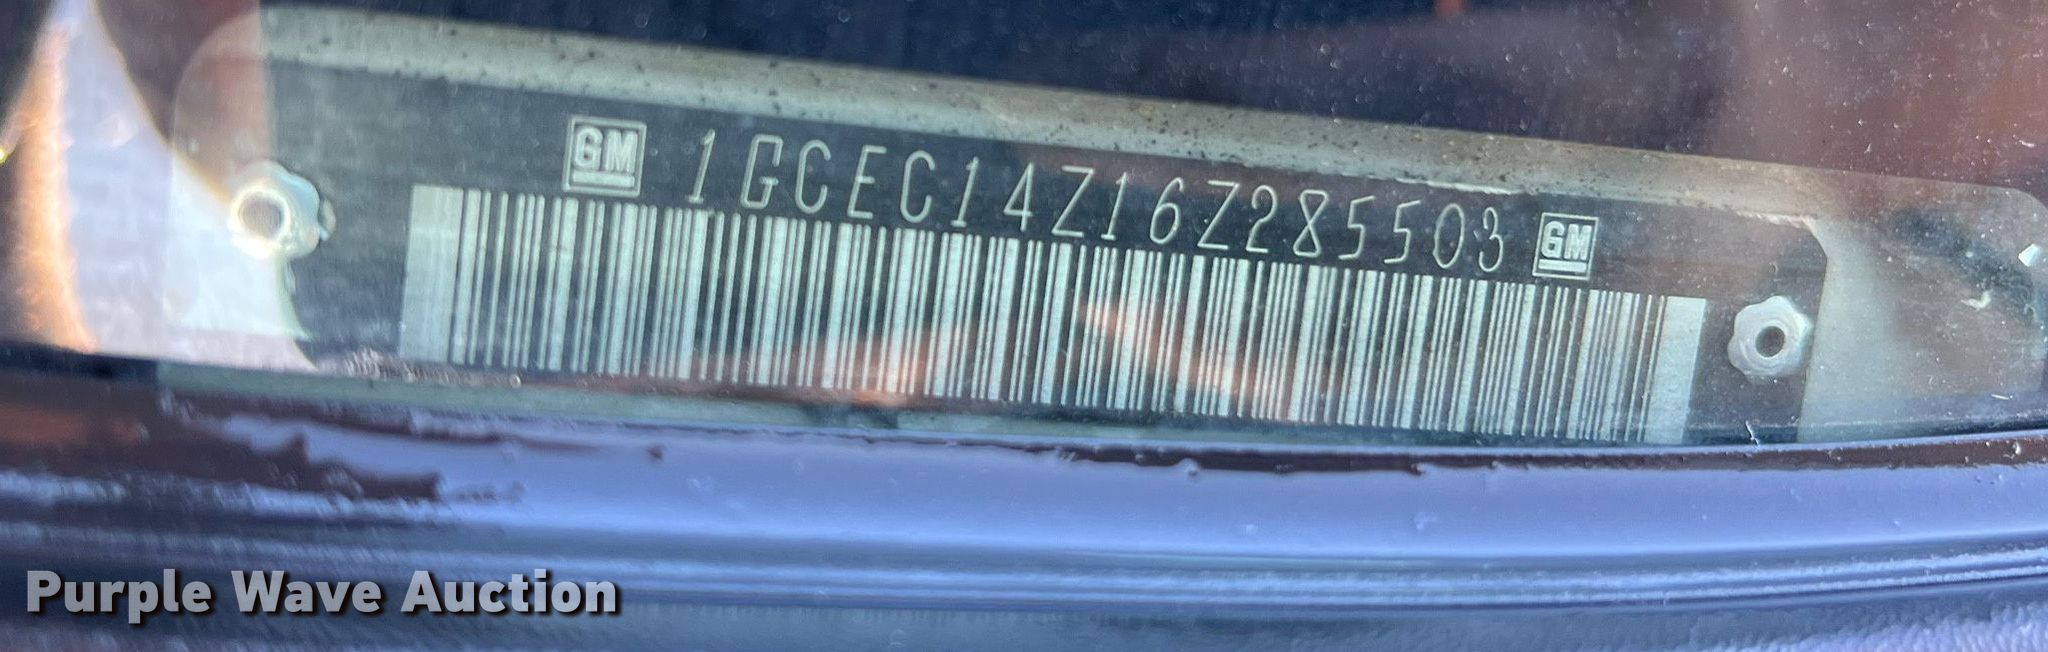 GM 1GCEC14Z16Z285503 GM
Purple Wave Auction